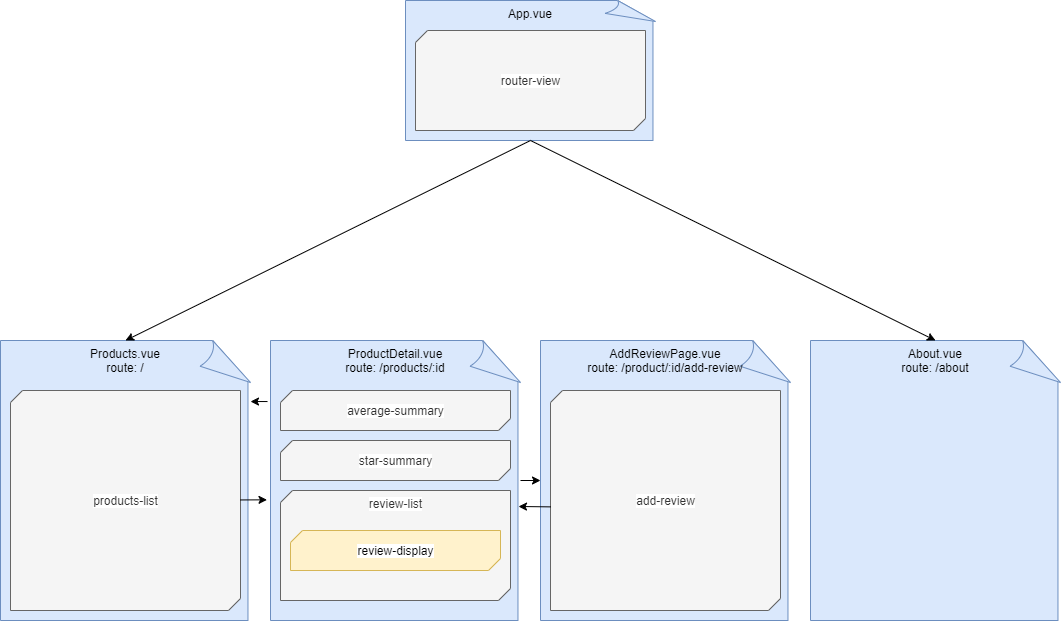 App.vue
router-view
Products.vue
route: /
products-list
ProductDetail.vue
route: /products/:id
average-summary
star-summary
review-list
review-display
AddReviewPage.vue
route: /product/:id/add-review
add-review
About.vue
route: /about